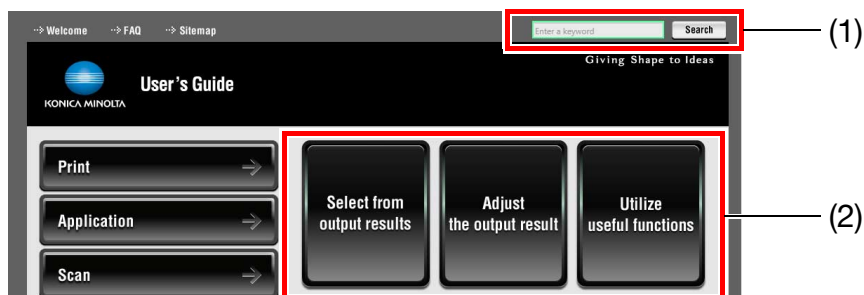 ··> Welcome ··> FAQ ··> Sitemap
Enter a keyword Search
(1)
Giving Shape to Ideas
KONICA MINOLTA
User's Guide
Print
Application
Scan
Select from
output results
Adjust
the output result
Utilize
useful functions
(2)